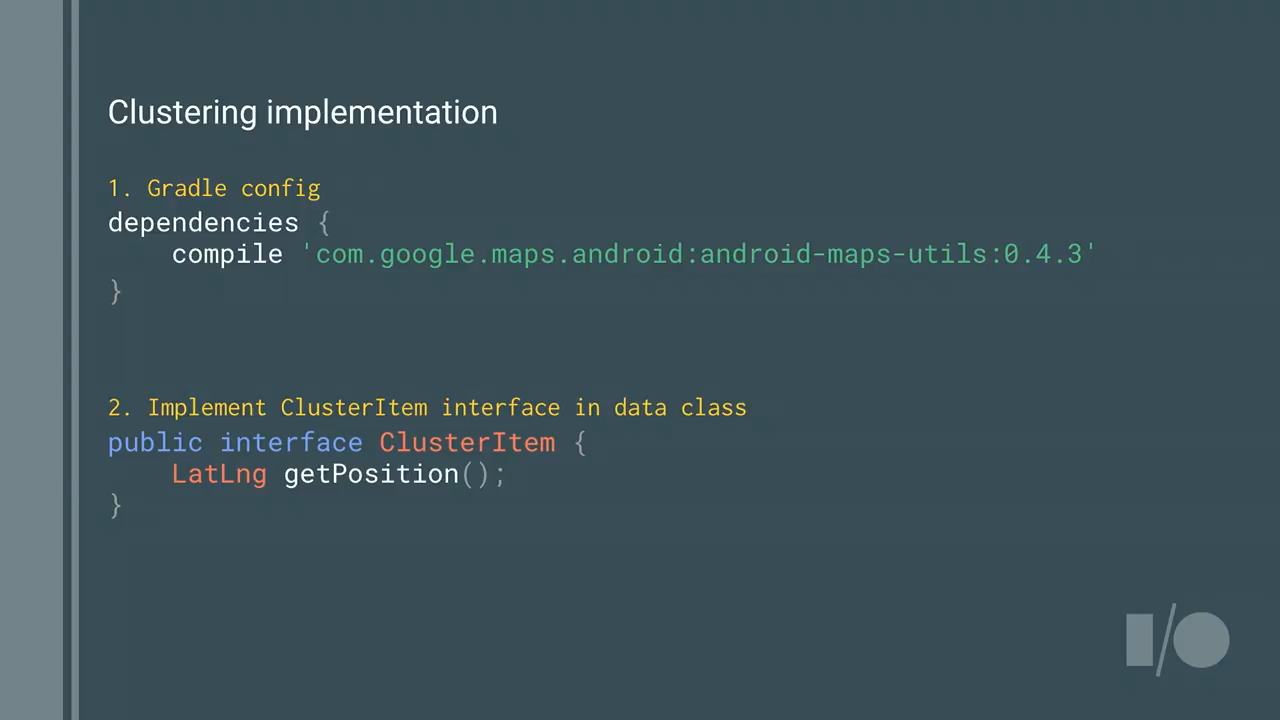 Clustering implementation
1. Gradle config
dependencies {
    compile 'com.google.maps.android:android-maps-utils:0.4.3'
}
2. Implement ClusterItem interface in data class
public interface ClusterItem {
    LatLng getPosition();
}
I/O